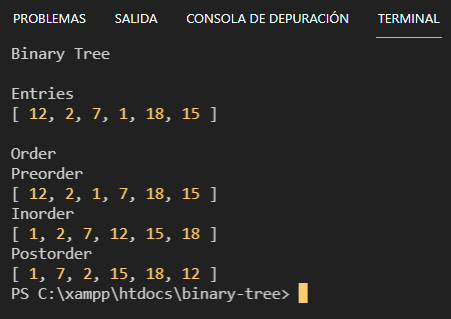 PROBLEMAS SALIDA CONSOLA DE DEPURACIÓN TERMINAL
Binary Tree
Entries
[ 12, 2, 7, 1, 18, 15 ]
Order
Preorder
[ 12, 2, 1, 7, 18, 15 ]
Inorder
[ 1, 2, 7, 12, 15, 18 ]
Postorder
[ 1, 7, 2, 15, 18, 12 ]
PS C:\xampp\htdocs\binary-tree>